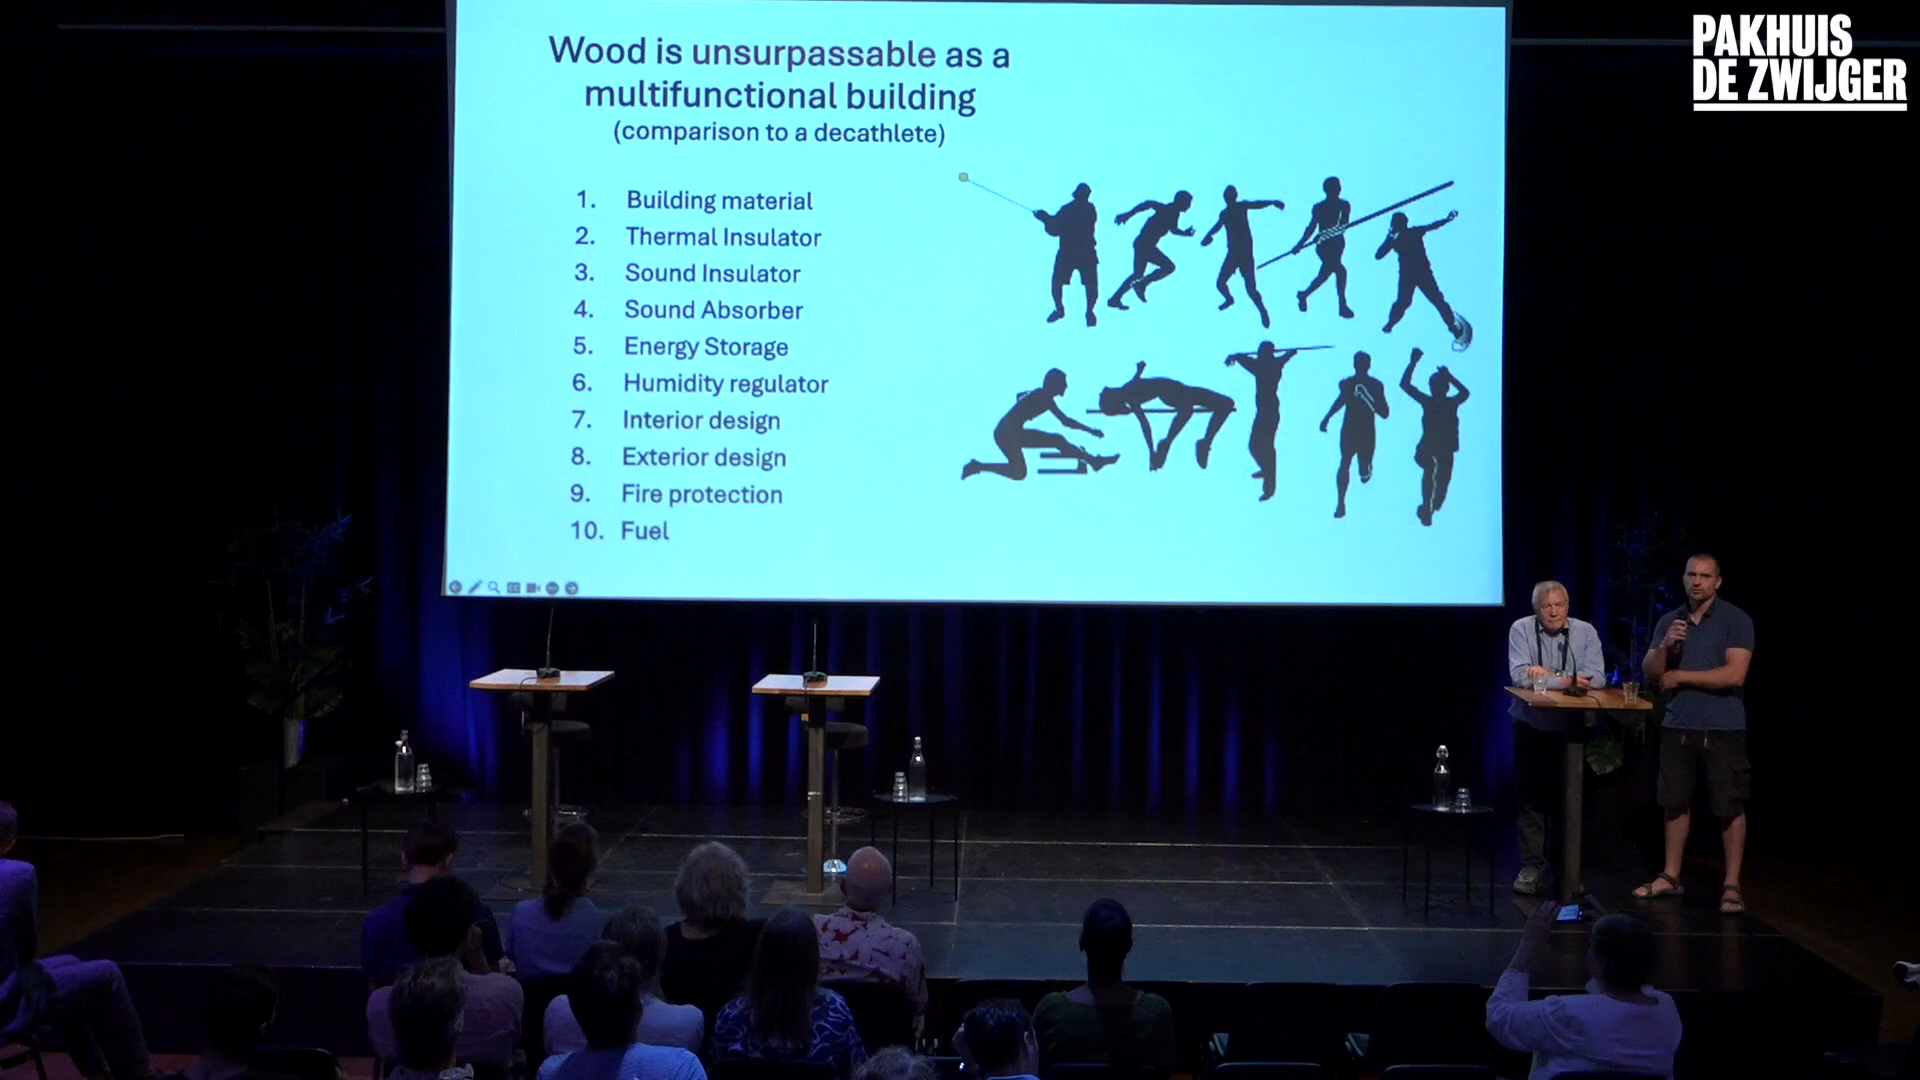 PAKHUIS
DE ZWIJGER
Wood is unsurpassable as a
multifunctional building
(comparison to a decathlete)
1. Building material
2. Thermal Insulator
3. Sound Insulator
4. Sound Absorber
5. Energy Storage
6. Humidity regulator
7. Interior design
8. Exterior design
9. Fire protection
10. Fuel